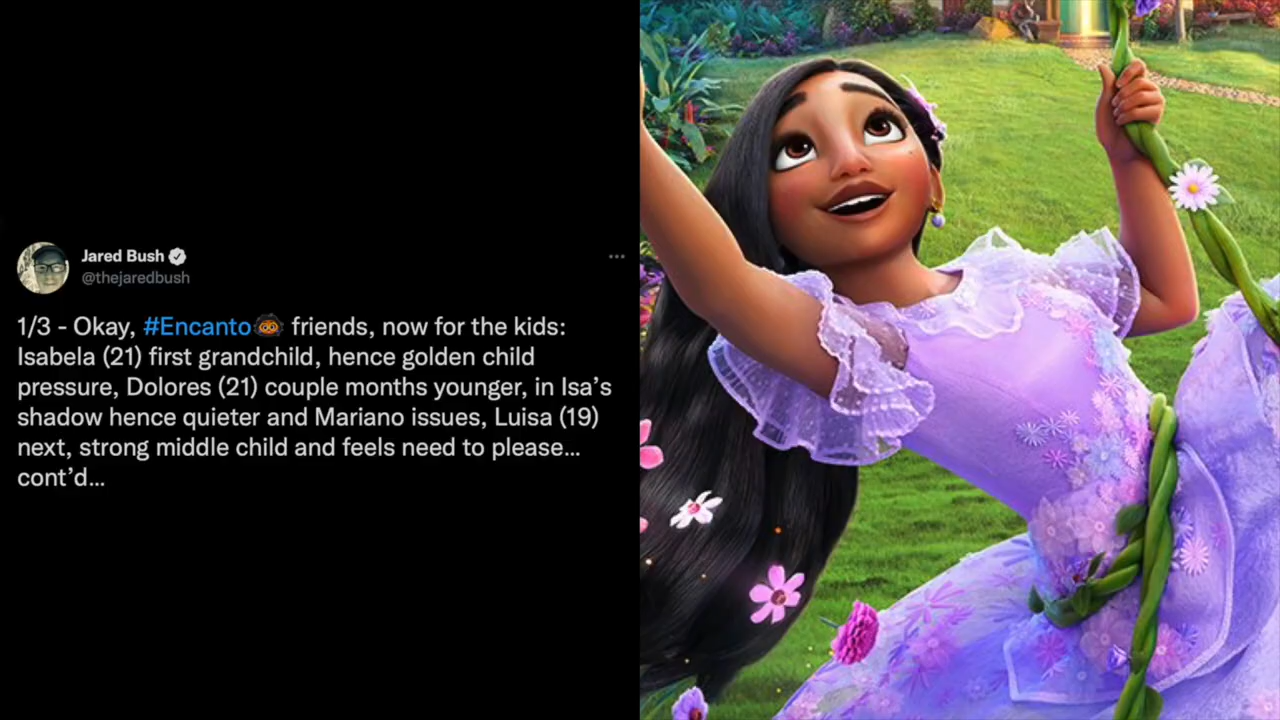 Jared Bush
@thejaredbush
1/3 - Okay, #Encanto friends, now for the kids:
Isabela (21) first grandchild, hence golden child
pressure, Dolores (21) couple months younger, in Isa’s
shadow hence quieter and Mariano issues, Luisa (19)
next, strong middle child and feels need to please...
cont’d...